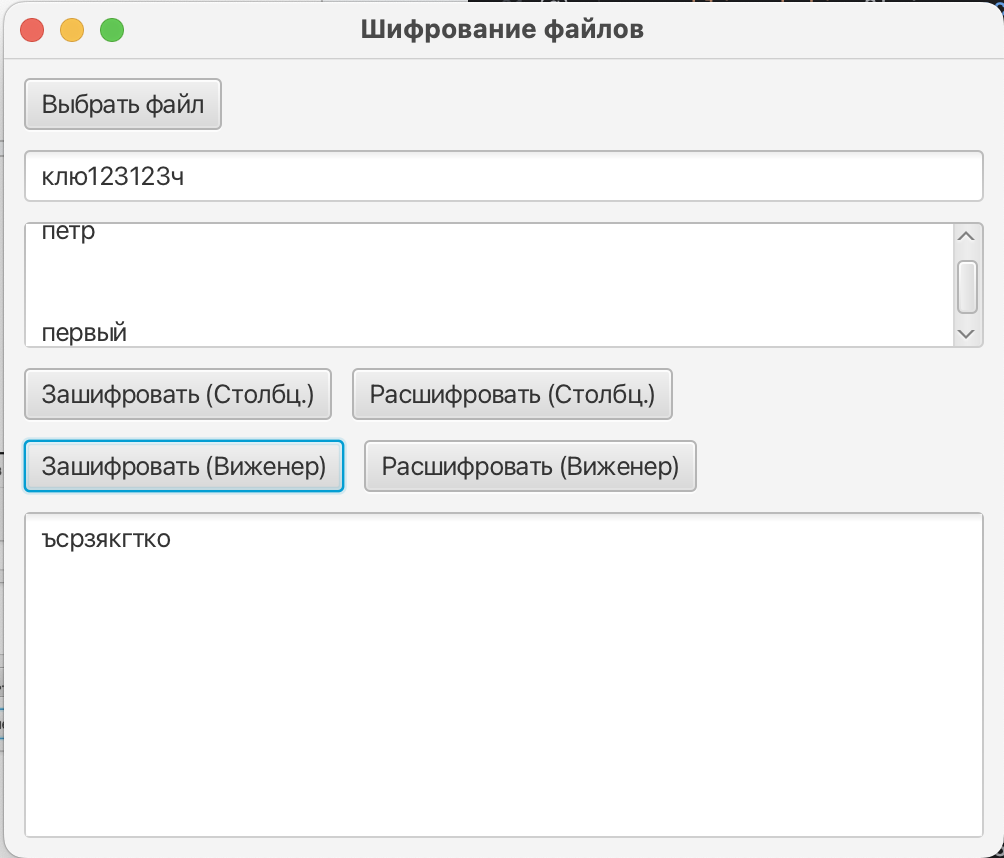 Шифрование файлов
Выбрать файл
клю123123ч
петр
первый
Зашифровать (Столбц.) Расшифровать (Столбц.)
Зашифровать (Виженер) Расшифровать (Виженер)
ъсрзякгтко